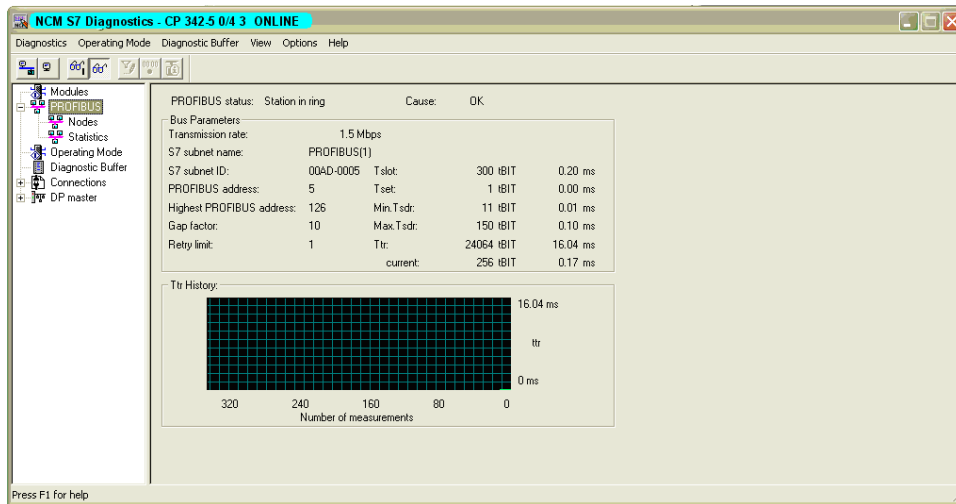 NCM S7 Diagnostics - CP 342-5 0/4 3 ONLINE
Diagnostics Operating Mode Diagnostic Buffer View Options Help
Modules
PROFIBUS
Nodes
Statistics
Operating Mode
Diagnostic Buffer
Connections
DP master
PROFIBUS status: Station in ring Cause: OK
Bus Parameters
Transmission rate: 1.5 Mbps
S7 subnet name: PROFIBUS(1)
S7 subnet ID: 00AD-0005 Tslot: 300 tBIT 0.20 ms
PROFIBUS address: 5 Tset: 1 tBIT 0.00 ms
Highest PROFIBUS address: 126 Min.Tsdr: 11 tBIT 0.01 ms
Gap factor: 10 Max.Tsdr: 150 tBIT 0.10 ms
Retry limit: 1 Ttr: 24064 tBIT 16.04 ms
current: 256 tBIT 0.17 ms
Ttr History:
16.04 ms
ttr
0 ms
320 240 160 80 0
Number of measurements
Press F1 for help